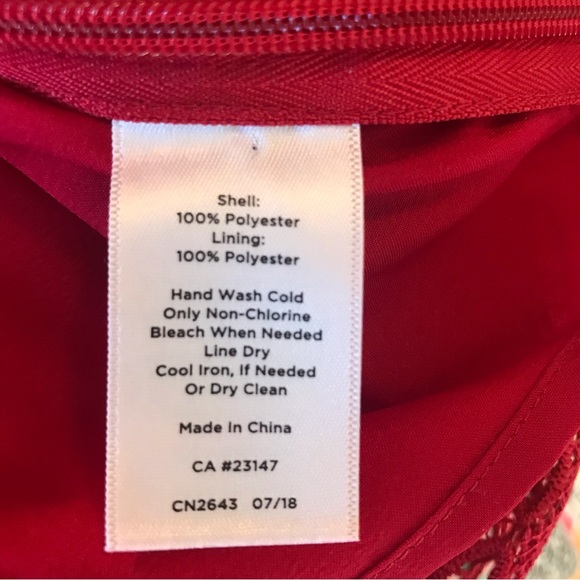 Shell:
100% Polyester
Lining:
100% Polyester
Hand Wash Cold
Only Non-Chlorine
Bleach When Needed
Line Dry
Cool Iron, If Needed
Or Dry Clean
Made In China
CA #23147
CN2643 07/18